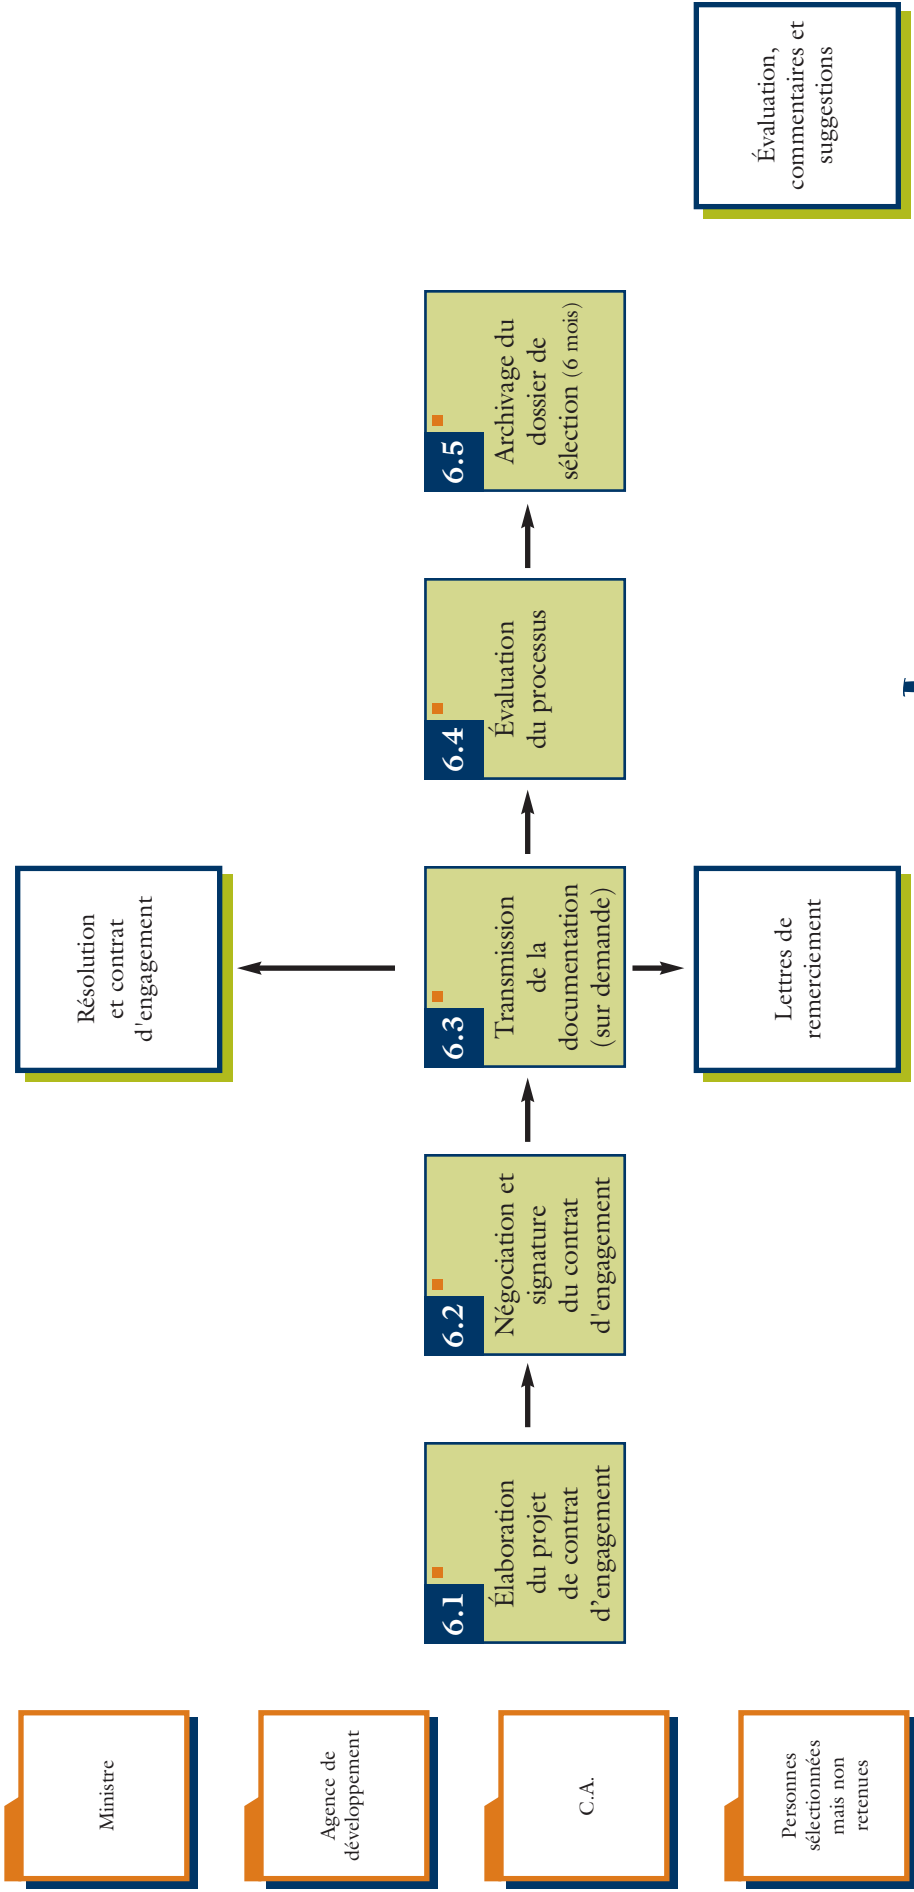 Ministre
Agence de
développement
C.A.
Personnes
sélectionnées
mais non
retenues
6.1
Élaboration
du projet
de contrat
d’engagement
6.2
Négociation et
signature
du contrat
d'engagement
6.3
Transmission
de la
documentation
(sur demande)
6.4
Évaluation
du processus
6.5
Archivage du
dossier de
sélection (6 mois)
Résolution
et contrat
d'engagement
Lettres de
remerciement
Évaluation,
commentaires et
suggestions